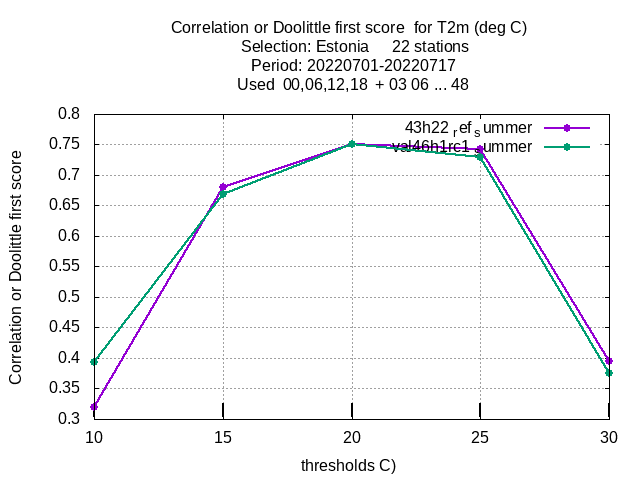 Correlation or Doolittle first score  for T2m (deg C)
Selection: Estonia     22 stations
Period: 20220701-20220717
Used  00,06,12,18  + 03 06 ... 48
43h22 ref summer
val46h1rc1 summer
Correlation or Doolittle first score
0.8
0.75
0.7
0.65
0.6
0.55
0.5
0.45
0.4
0.35
0.3
10 15 20 25 30
thresholds C)